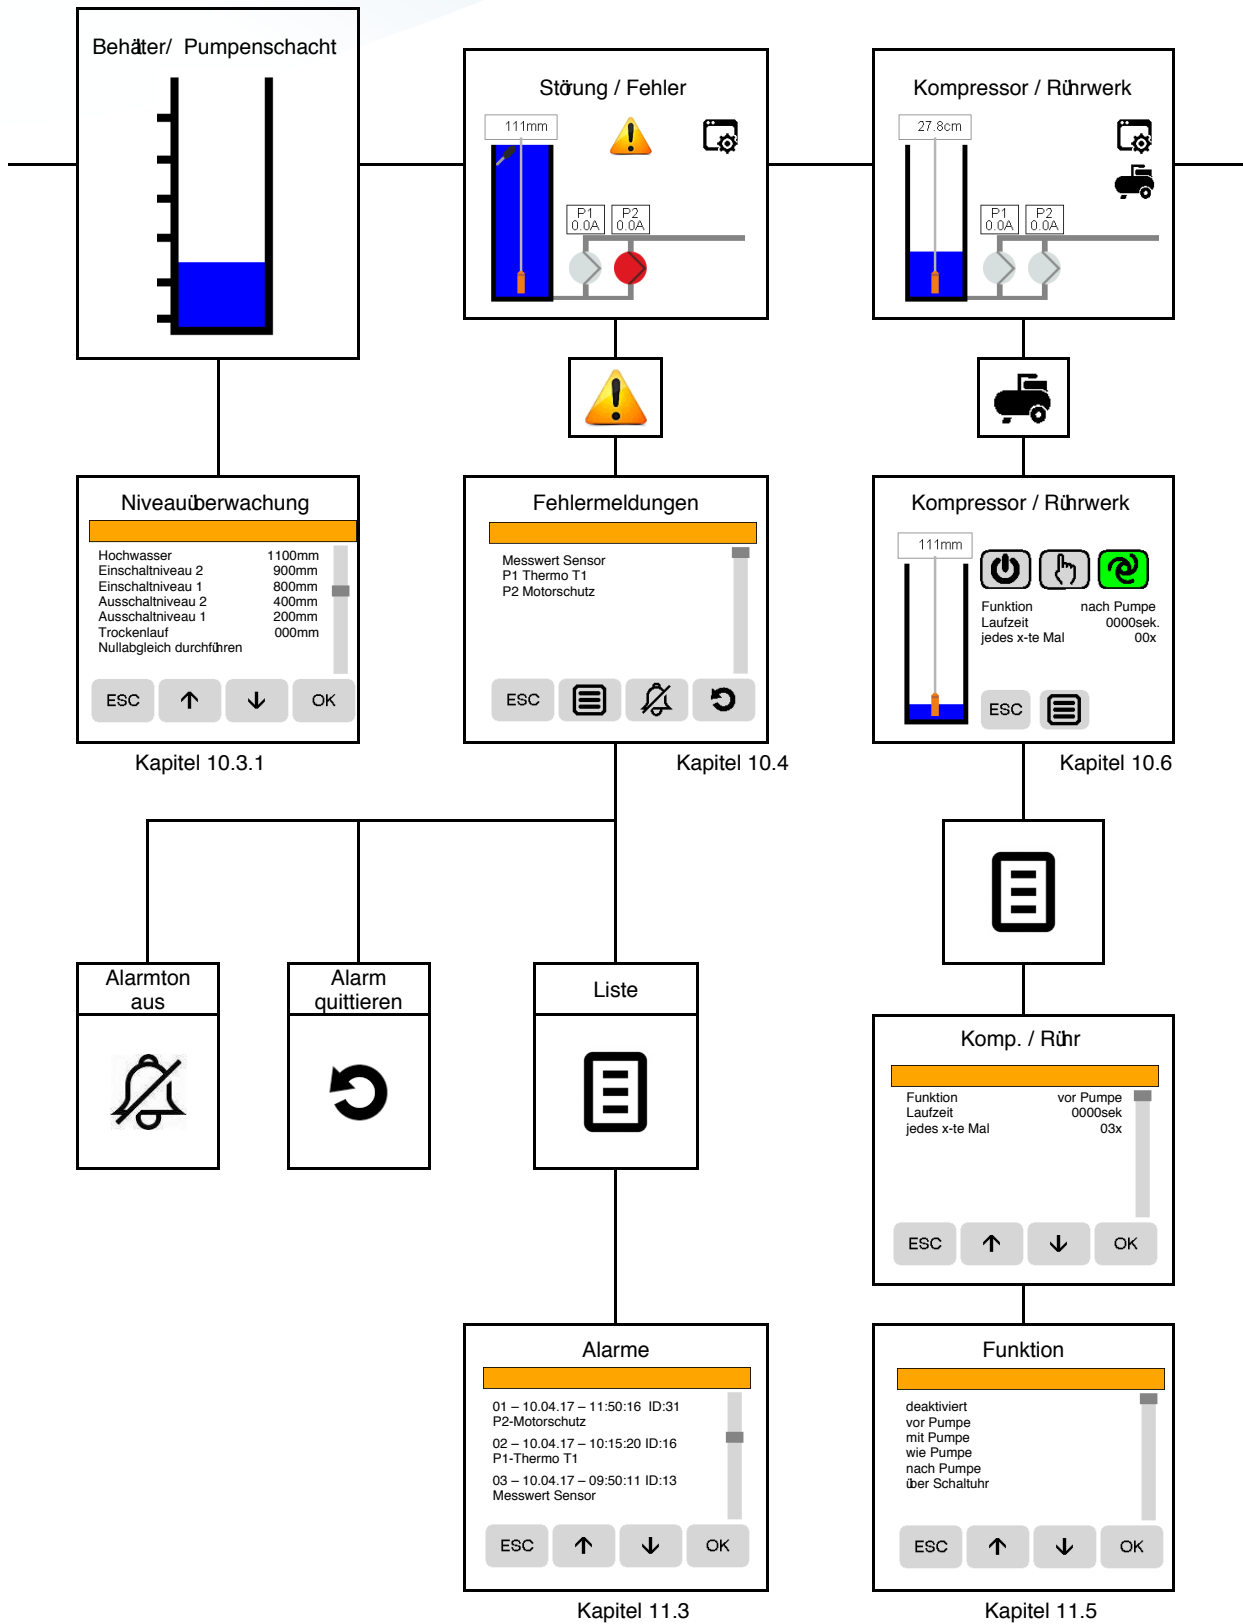 Behälter/ Pumpenschacht
Störung / Fehler
111mm
P1
0.0A
P2
0.0A
Kompressor / Rührwerk
27.8cm
P1
0.0A
P2
0.0A
Niveauüberwachung
Hochwasser 1100mm
Einschaltniveau 2 900mm
Einschaltniveau 1 800mm
Ausschaltniveau 2 400mm
Ausschaltniveau 1 200mm
Trockenlauf 000mm
Nullabgleich durchführen
ESC OK
Kapitel 10.3.1
Fehlermeldungen
Messwert Sensor
P1 Thermo T1
P2 Motorschutz
ESC
Kapitel 10.4
Kompressor / Rührwerk
111mm
Funktion nach Pumpe
Laufzeit 0000sek.
jedes x-te Mal 00x
ESC
Kapitel 10.6
Alarmton
aus
Alarm
quittieren
Liste
Komp. / Rühr
Funktion vor Pumpe
Laufzeit 0000sek
jedes x-te Mal 03x
ESC OK
Alarme
01 – 10.04.17 – 11:50:16 ID:31
P2-Motorschutz
02 – 10.04.17 – 10:15:20 ID:16
P1-Thermo T1
03 – 10.04.17 – 09:50:11 ID:13
Messwert Sensor
ESC OK
Kapitel 11.3
Funktion
deaktiviert
vor Pumpe
mit Pumpe
wie Pumpe
nach Pumpe
über Schaltuhr
ESC OK
Kapitel 11.5